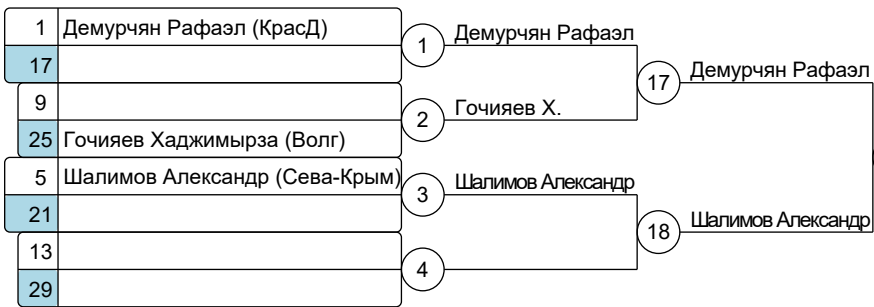 1 Демурчян Рафаэл (КрасД)
17
9
25 Гочияев Хаджимырза (Волг)
5 Шалимов Александр (Сева-Крым)
21
13
29
1 Демурчян Рафаэл
2 Гочияев Х.
3 Шалимов Александр
4
17 Демурчян Рафаэл
18 Шалимов Александр